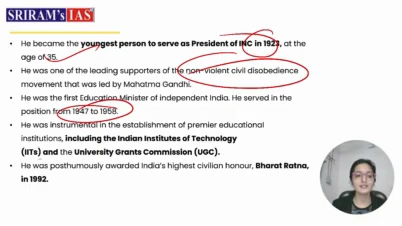 SRIRAM's IAS
• He became the youngest person to serve as President of INC in 1923, at the
age of 35.
• He was one of the leading supporters of the non-violent civil disobedience
movement that was led by Mahatma Gandhi.
• He was the first Education Minister of independent India. He served in the
position from 1947 to 1958.
• He was instrumental in the establishment of premier educational
institutions, including the Indian Institutes of Technology
(IITs) and the University Grants Commission (UGC).
• He was posthumously awarded India's highest civilian honour, Bharat Ratna,
in 1992.